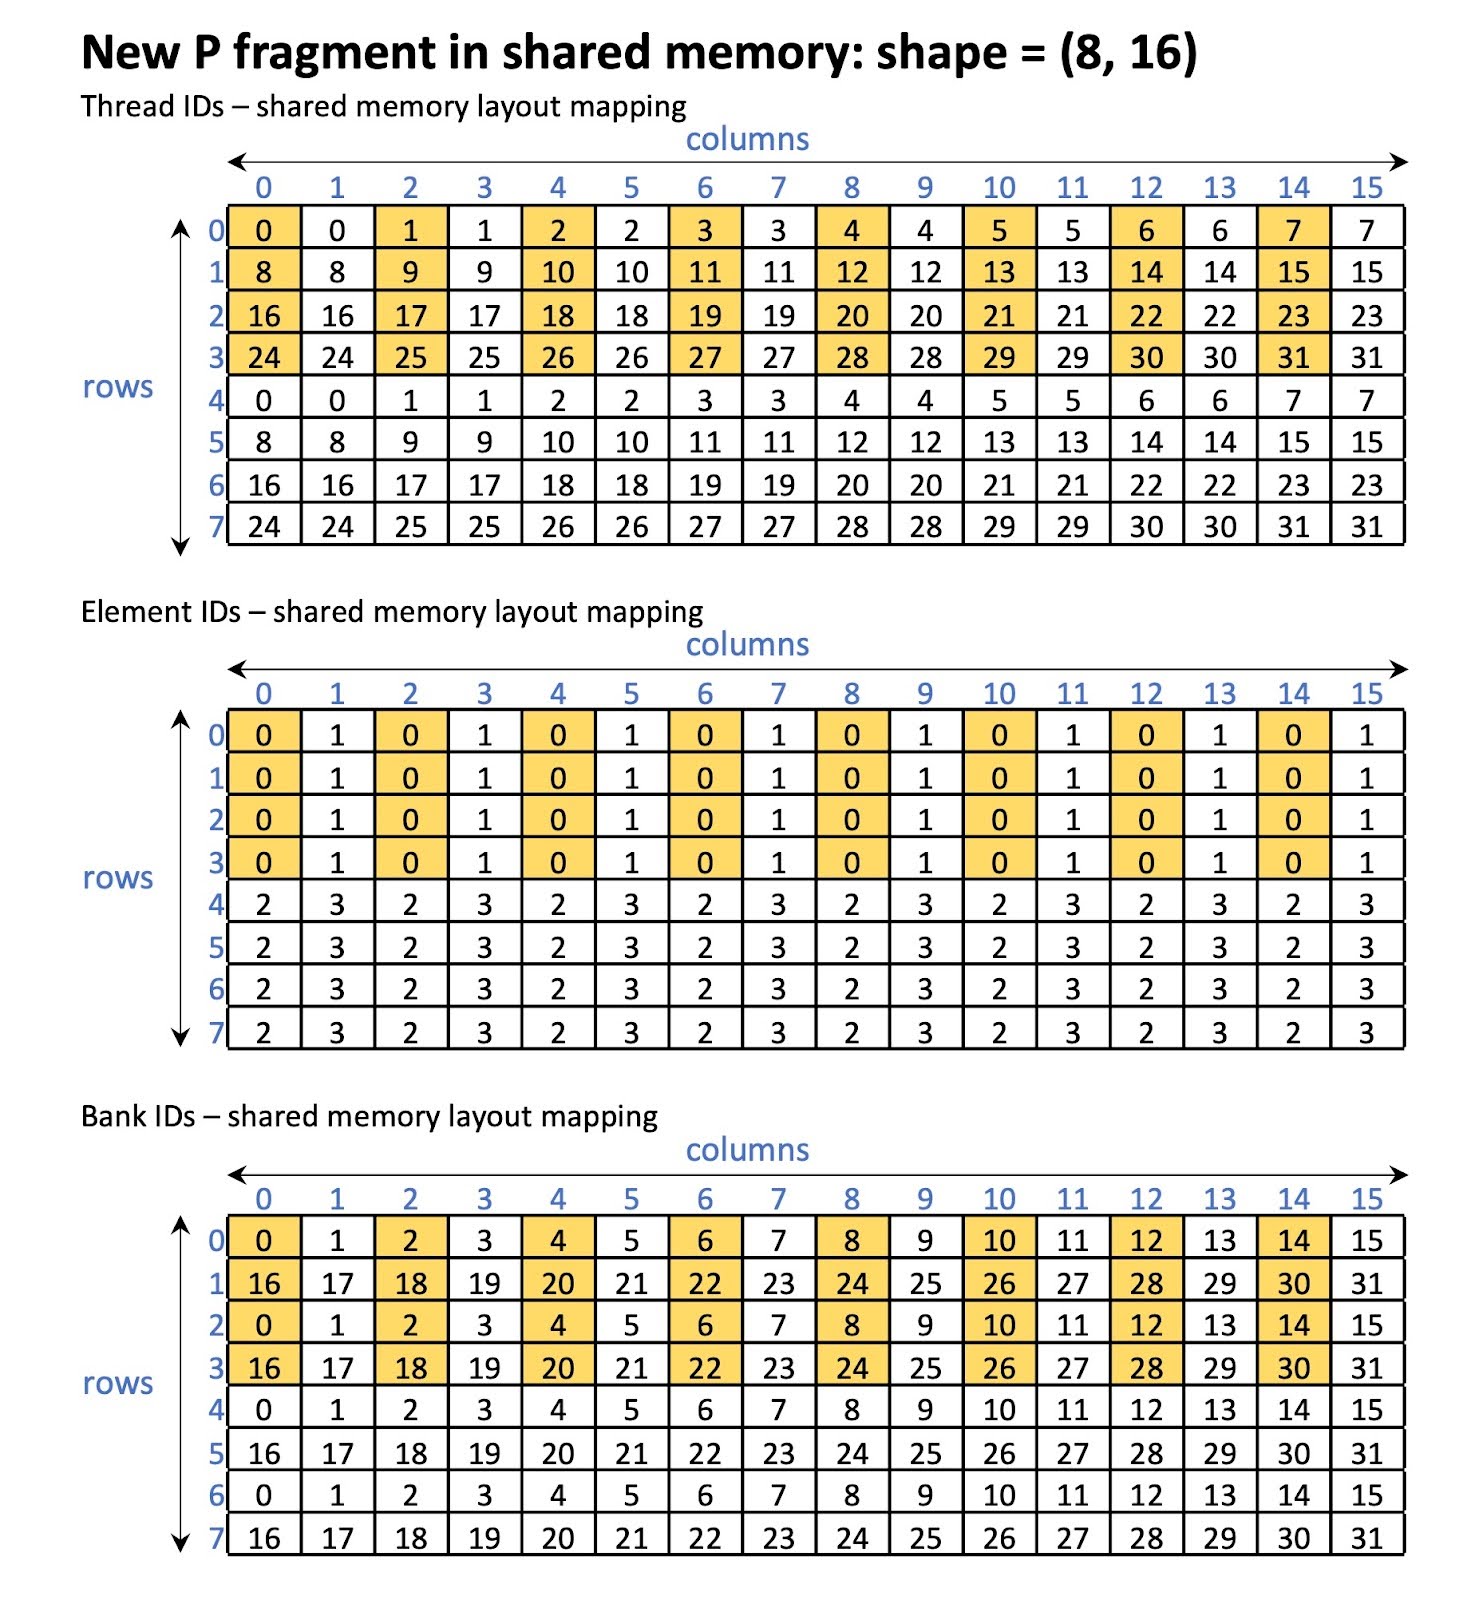 New P fragment in shared memory: shape = (8, 16)
Thread IDs – shared memory layout mapping
columns
0 1 2 3 4 5 6 7 8 9 10 11 12 13 14 15
0 0 0 1 1 2 2 3 3 4 4 5 5 6 6 7 7
1 8 8 9 9 10 10 11 11 12 12 13 13 14 14 15 15
2 16 16 17 17 18 18 19 19 20 20 21 21 22 22 23 23
3 24 24 25 25 26 26 27 27 28 28 29 29 30 30 31 31
rows
4 0 0 1 1 2 2 3 3 4 4 5 5 6 6 7 7
5 8 8 9 9 10 10 11 11 12 12 13 13 14 14 15 15
6 16 16 17 17 18 18 19 19 20 20 21 21 22 22 23 23
7 24 24 25 25 26 26 27 27 28 28 29 29 30 30 31 31
Element IDs – shared memory layout mapping
columns
0 1 2 3 4 5 6 7 8 9 10 11 12 13 14 15
0 0 1 0 1 0 1 0 1 0 1 0 1 0 1 0 1
1 0 1 0 1 0 1 0 1 0 1 0 1 0 1 0 1
2 0 1 0 1 0 1 0 1 0 1 0 1 0 1 0 1
3 0 1 0 1 0 1 0 1 0 1 0 1 0 1 0 1
rows
4 2 3 2 3 2 3 2 3 2 3 2 3 2 3 2 3
5 2 3 2 3 2 3 2 3 2 3 2 3 2 3 2 3
6 2 3 2 3 2 3 2 3 2 3 2 3 2 3 2 3
7 2 3 2 3 2 3 2 3 2 3 2 3 2 3 2 3
Bank IDs – shared memory layout mapping
columns
0 1 2 3 4 5 6 7 8 9 10 11 12 13 14 15
0 0 1 2 3 4 5 6 7 8 9 10 11 12 13 14 15
1 16 17 18 19 20 21 22 23 24 25 26 27 28 29 30 31
2 0 1 2 3 4 5 6 7 8 9 10 11 12 13 14 15
3 16 17 18 19 20 21 22 23 24 25 26 27 28 29 30 31
rows
4 0 1 2 3 4 5 6 7 8 9 10 11 12 13 14 15
5 16 17 18 19 20 21 22 23 24 25 26 27 28 29 30 31
6 0 1 2 3 4 5 6 7 8 9 10 11 12 13 14 15
7 16 17 18 19 20 21 22 23 24 25 26 27 28 29 30 31